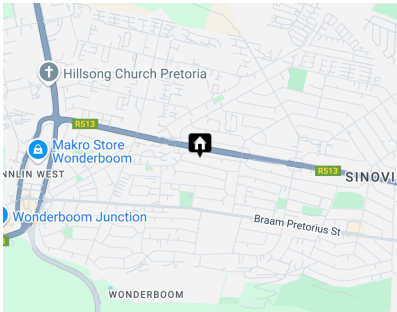 Hillsong Church Pretoria
R513
Makro Store
Wonderboom
R513
NNLIN WEST
SINOVI
Wonderboom Junction
Braam Pretorius St
WONDERBOOM